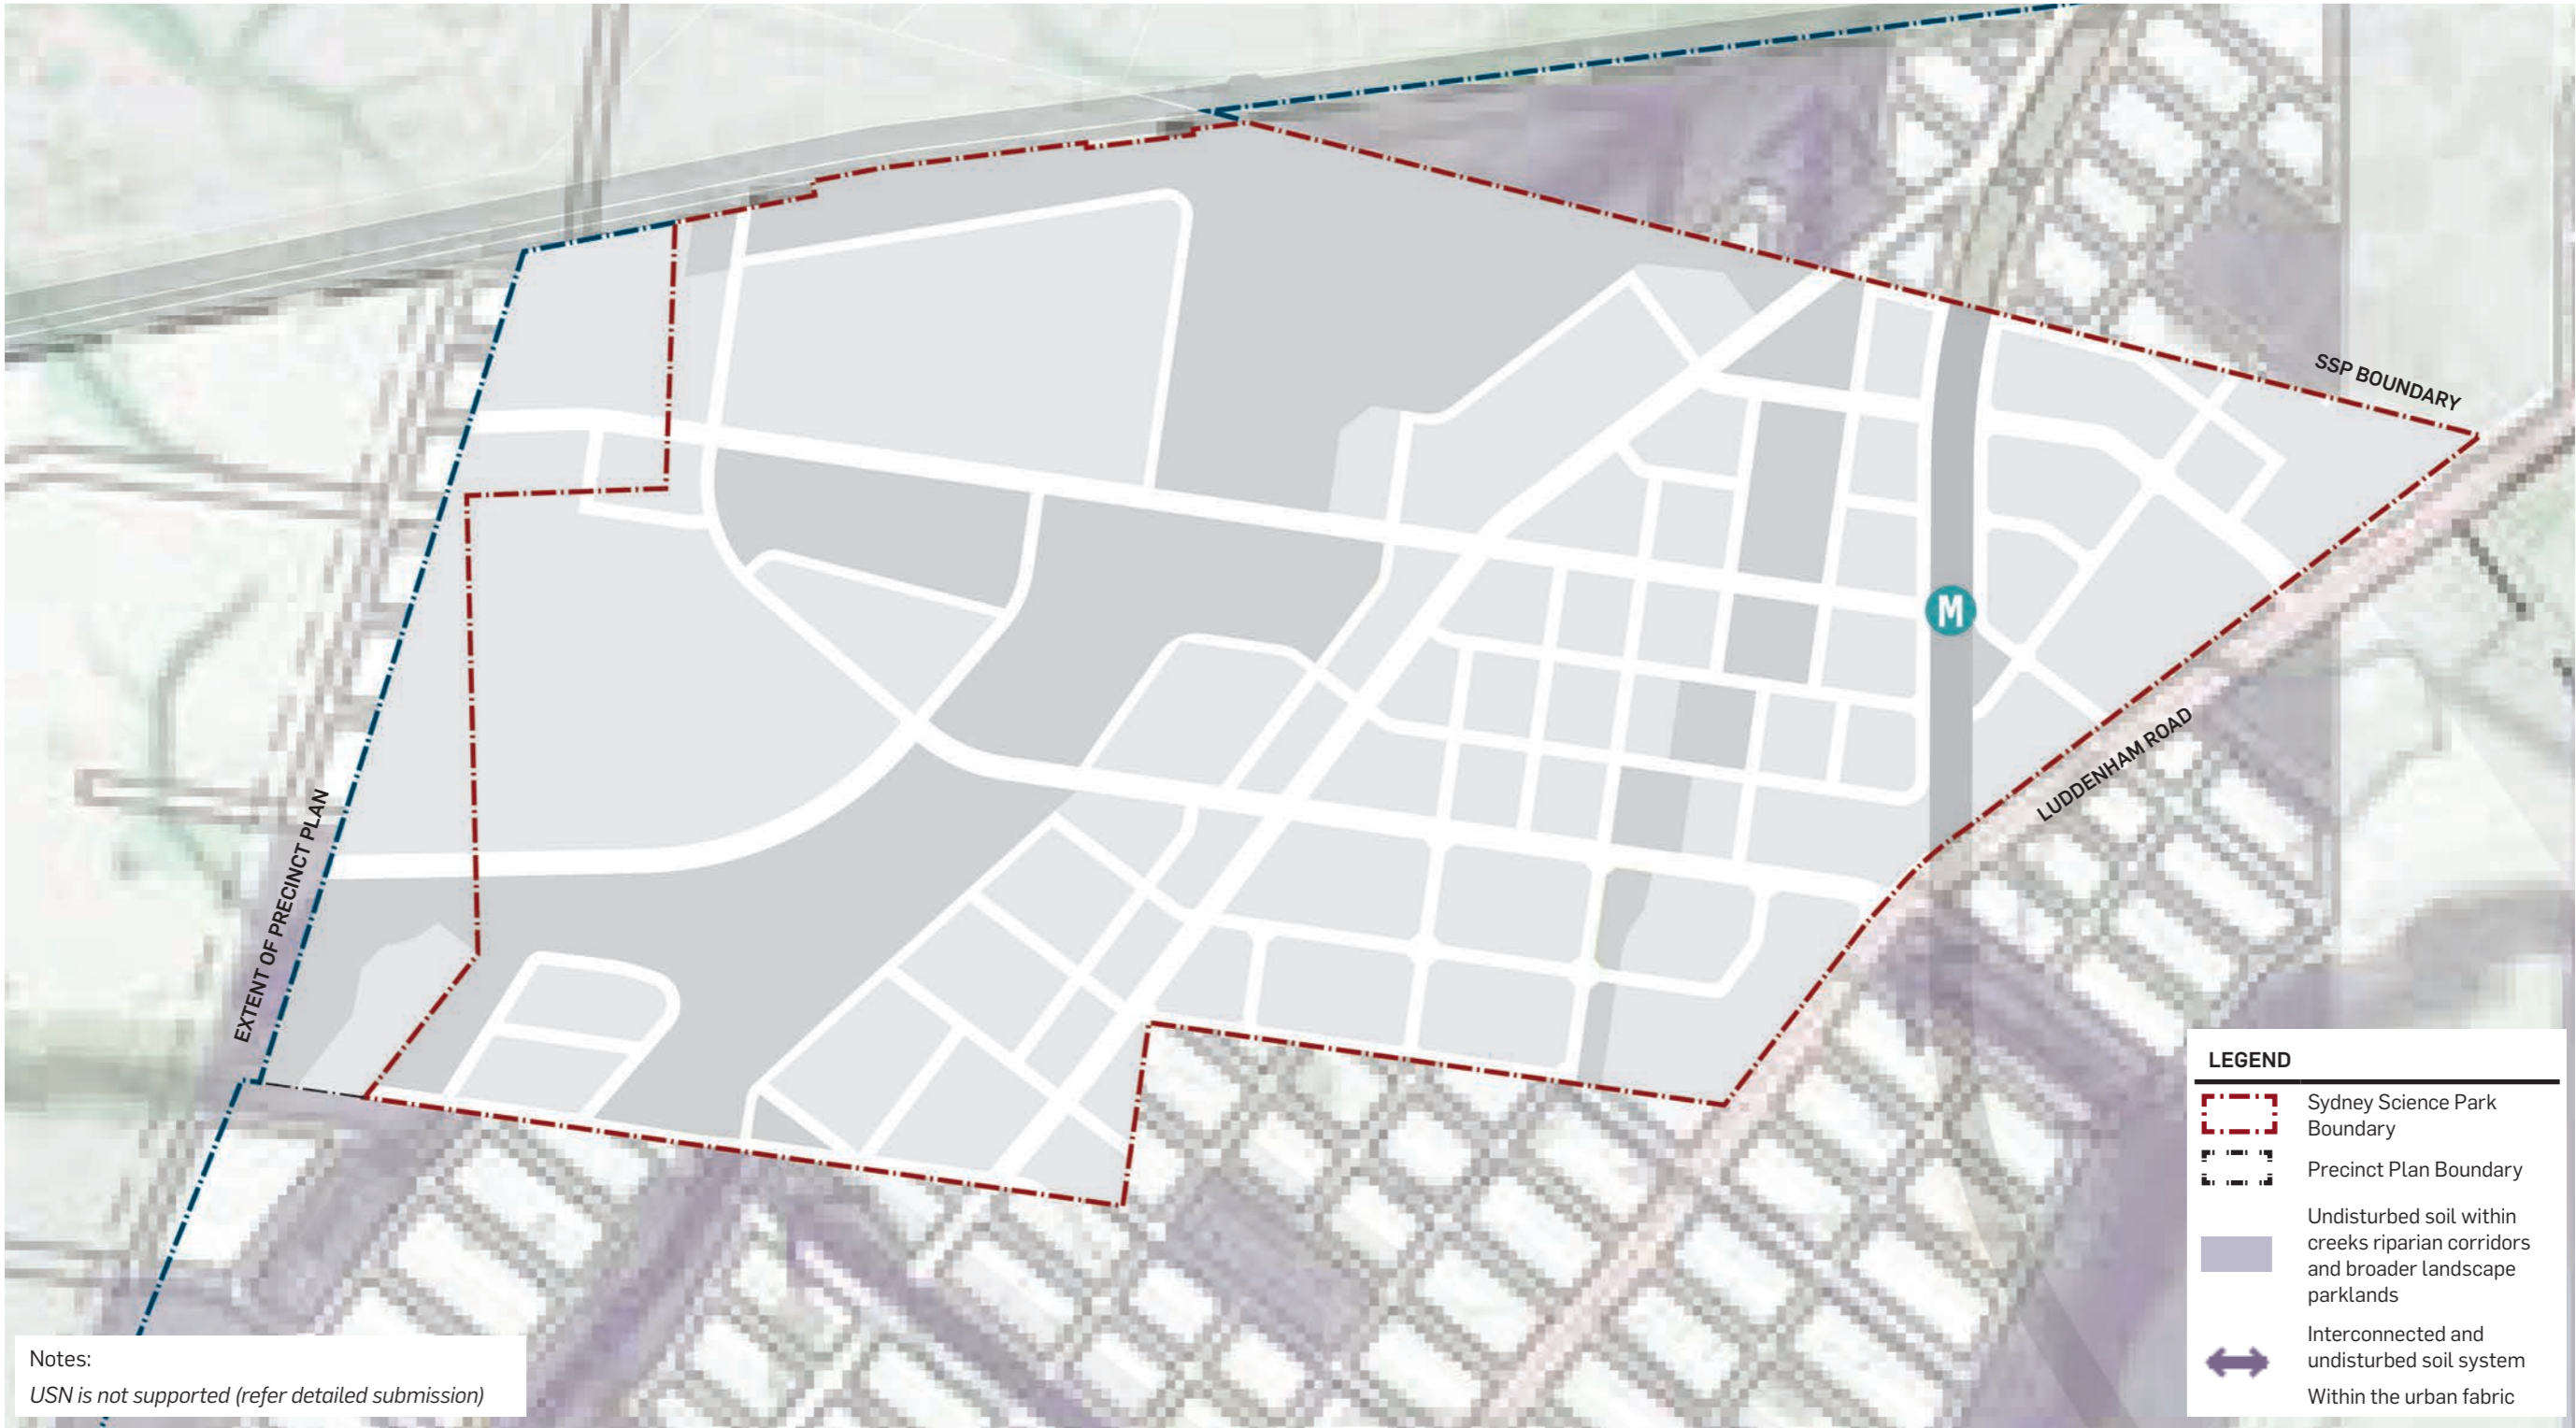 SSP BOUNDARY
M
LUDDENHAM ROAD
EXTENT OF PRECINCT PLAN
LEGEND
Sydney Science Park
Boundary
Precinct Plan Boundary
Undisturbed soil within
creeks riparian corridors
and broader landscape
parklands
Interconnected and
undisturbed soil system
Within the urban fabric
Notes:
USN is not supported (refer detailed submission)